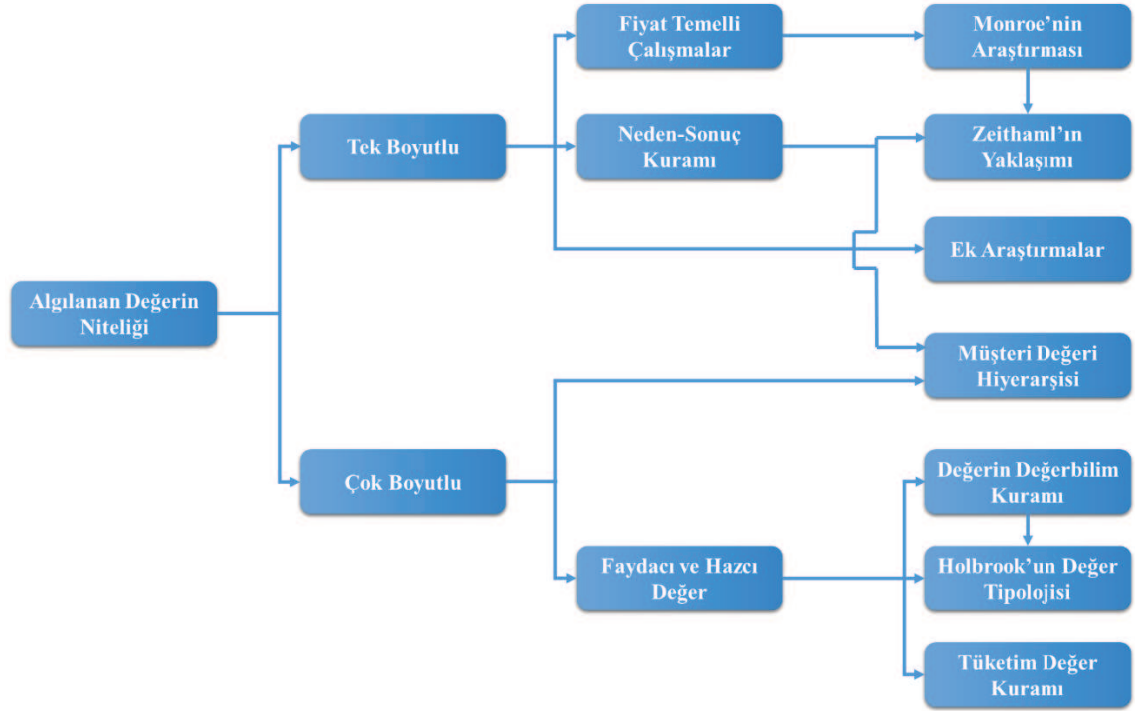 Fiyat Temelli
Çalışmalar
Monroe’nin
Araştırması
Tek Boyutlu
Neden-Sonuç
Kuramı
Zeithaml’ın
Yaklaşımı
Ek Araştırmalar
Algılanan Değerin
Niteliği
Müşteri Değeri
Hiyerarşisi
Çok Boyutlu
Değerin Değerbilim
Kuramı
Faydacı ve Hazcı
Değer
Holbrook’un Değer
Tipolojisi
Tüketim Değer
Kuramı